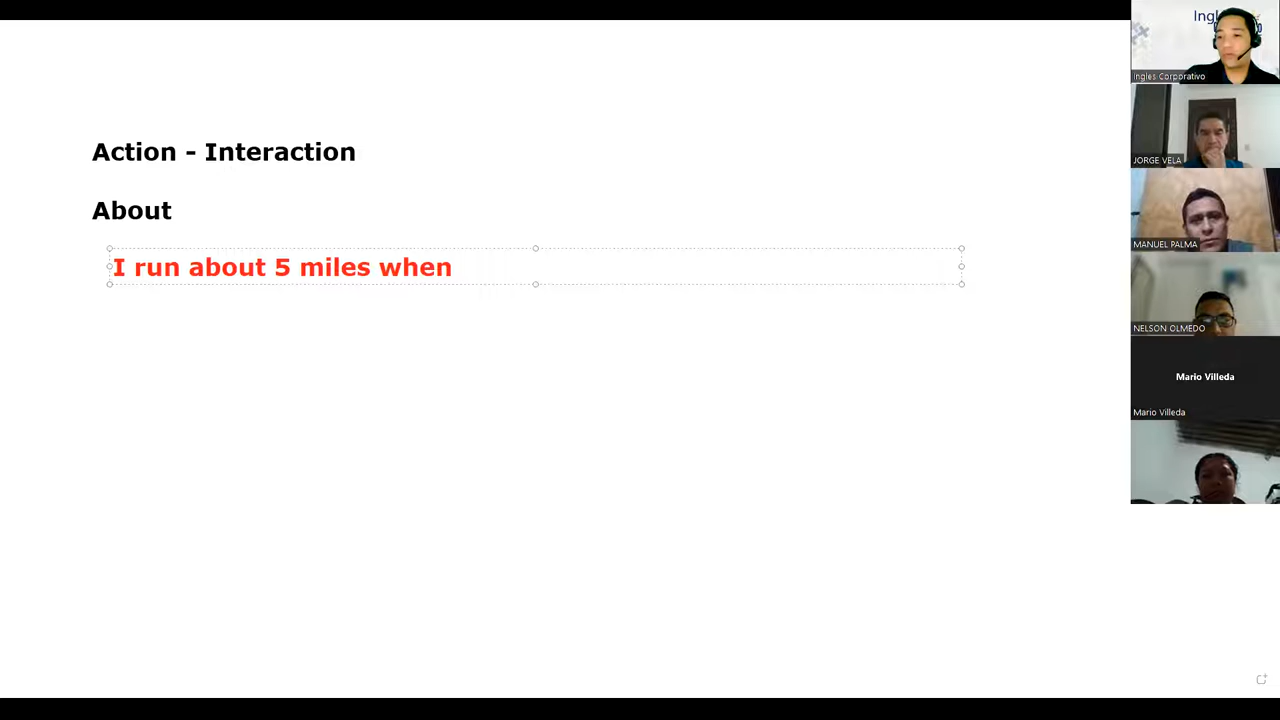 Action - Interaction
About
I run about 5 miles when
Ingles Corporativo
JORGE VELA
MANUEL PALMA
NELSON OLMEDO
Mario Villeda
Mario Villeda